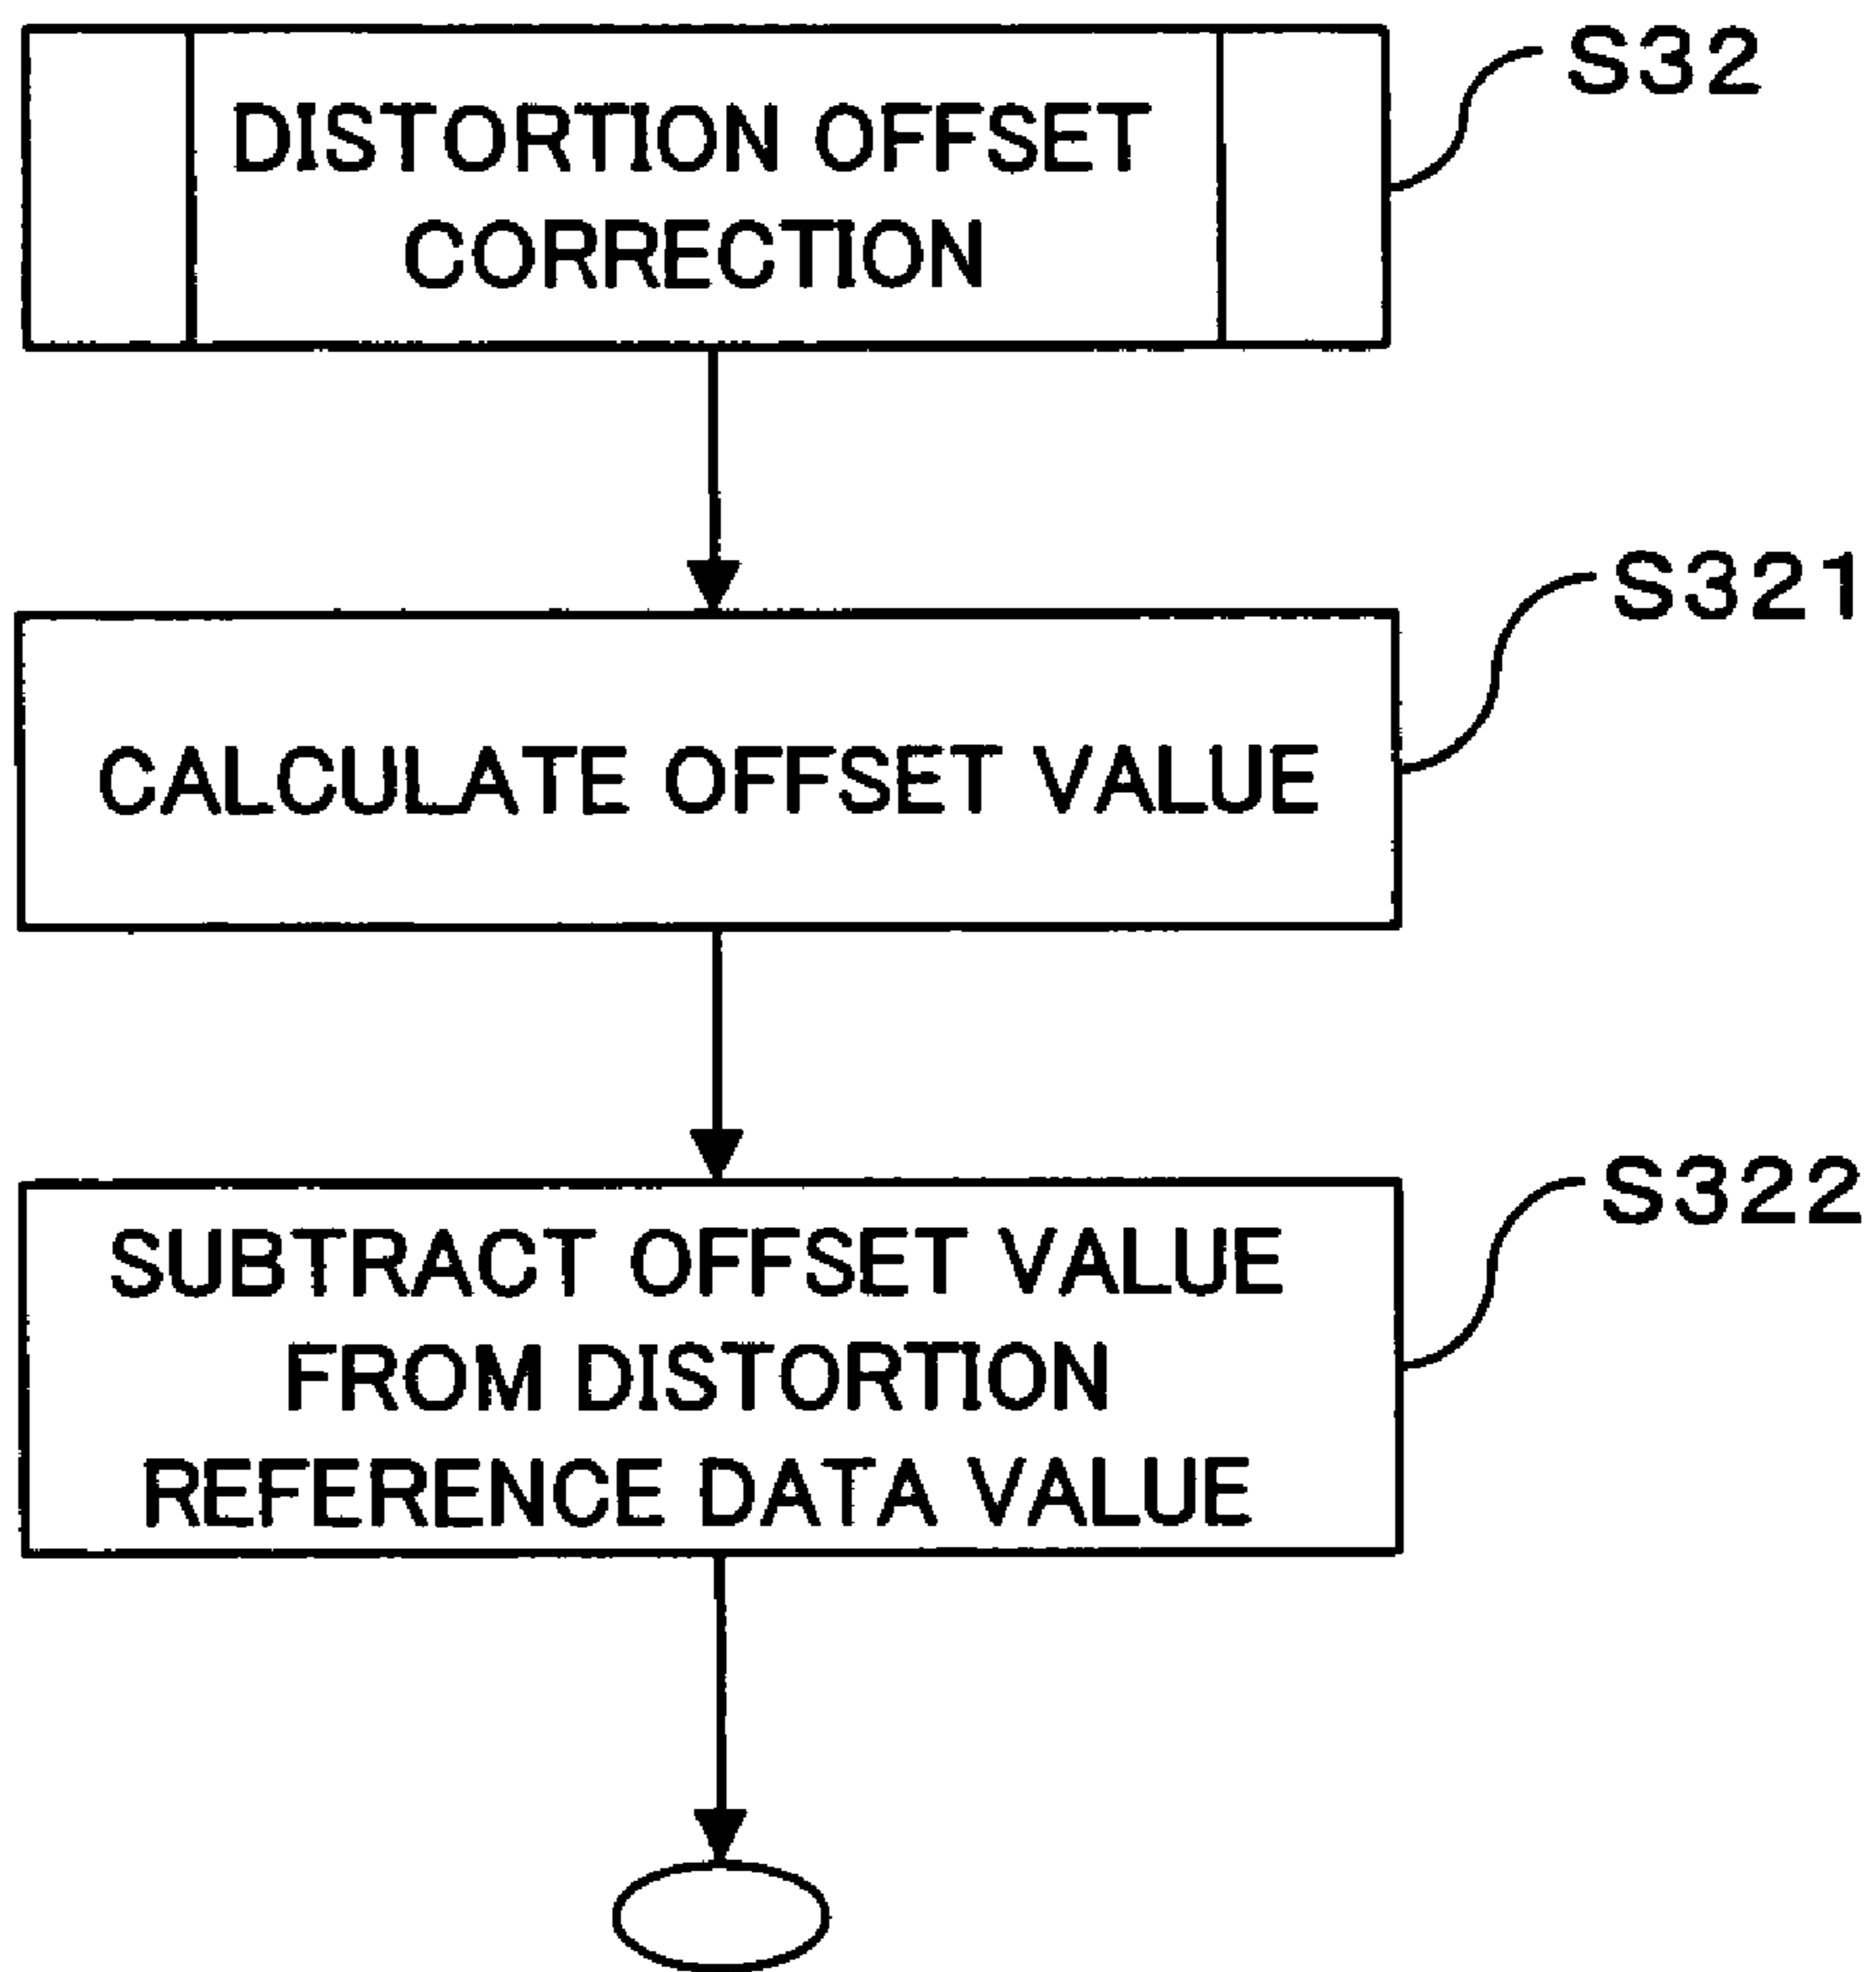 S32
DISTORTION OFFSET
CORRECTION
S321
CALCULATE OFFSET VALUE
S322
SUBTRACT OFFSET VALUE
FROM DISTORTION
REFERENCE DATA VALUE